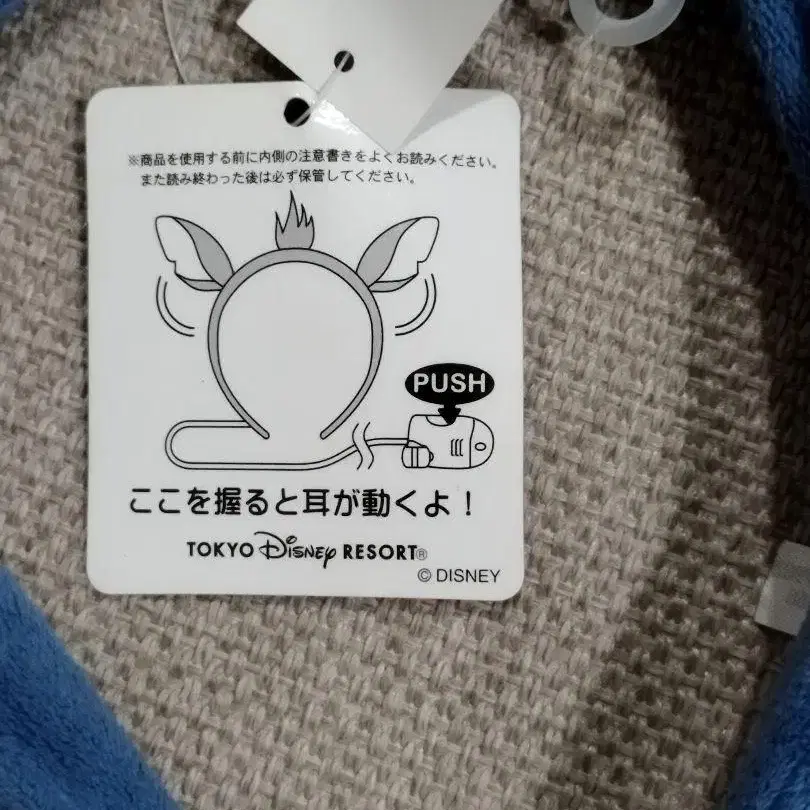 ※商品を使用する前に内側の注意書きをよくお読みください。
また読み終わった後は必ず保管してください。
PUSH
ここを握ると耳が動くよ！
TOKYO Disney RESORT®
© DISNEY